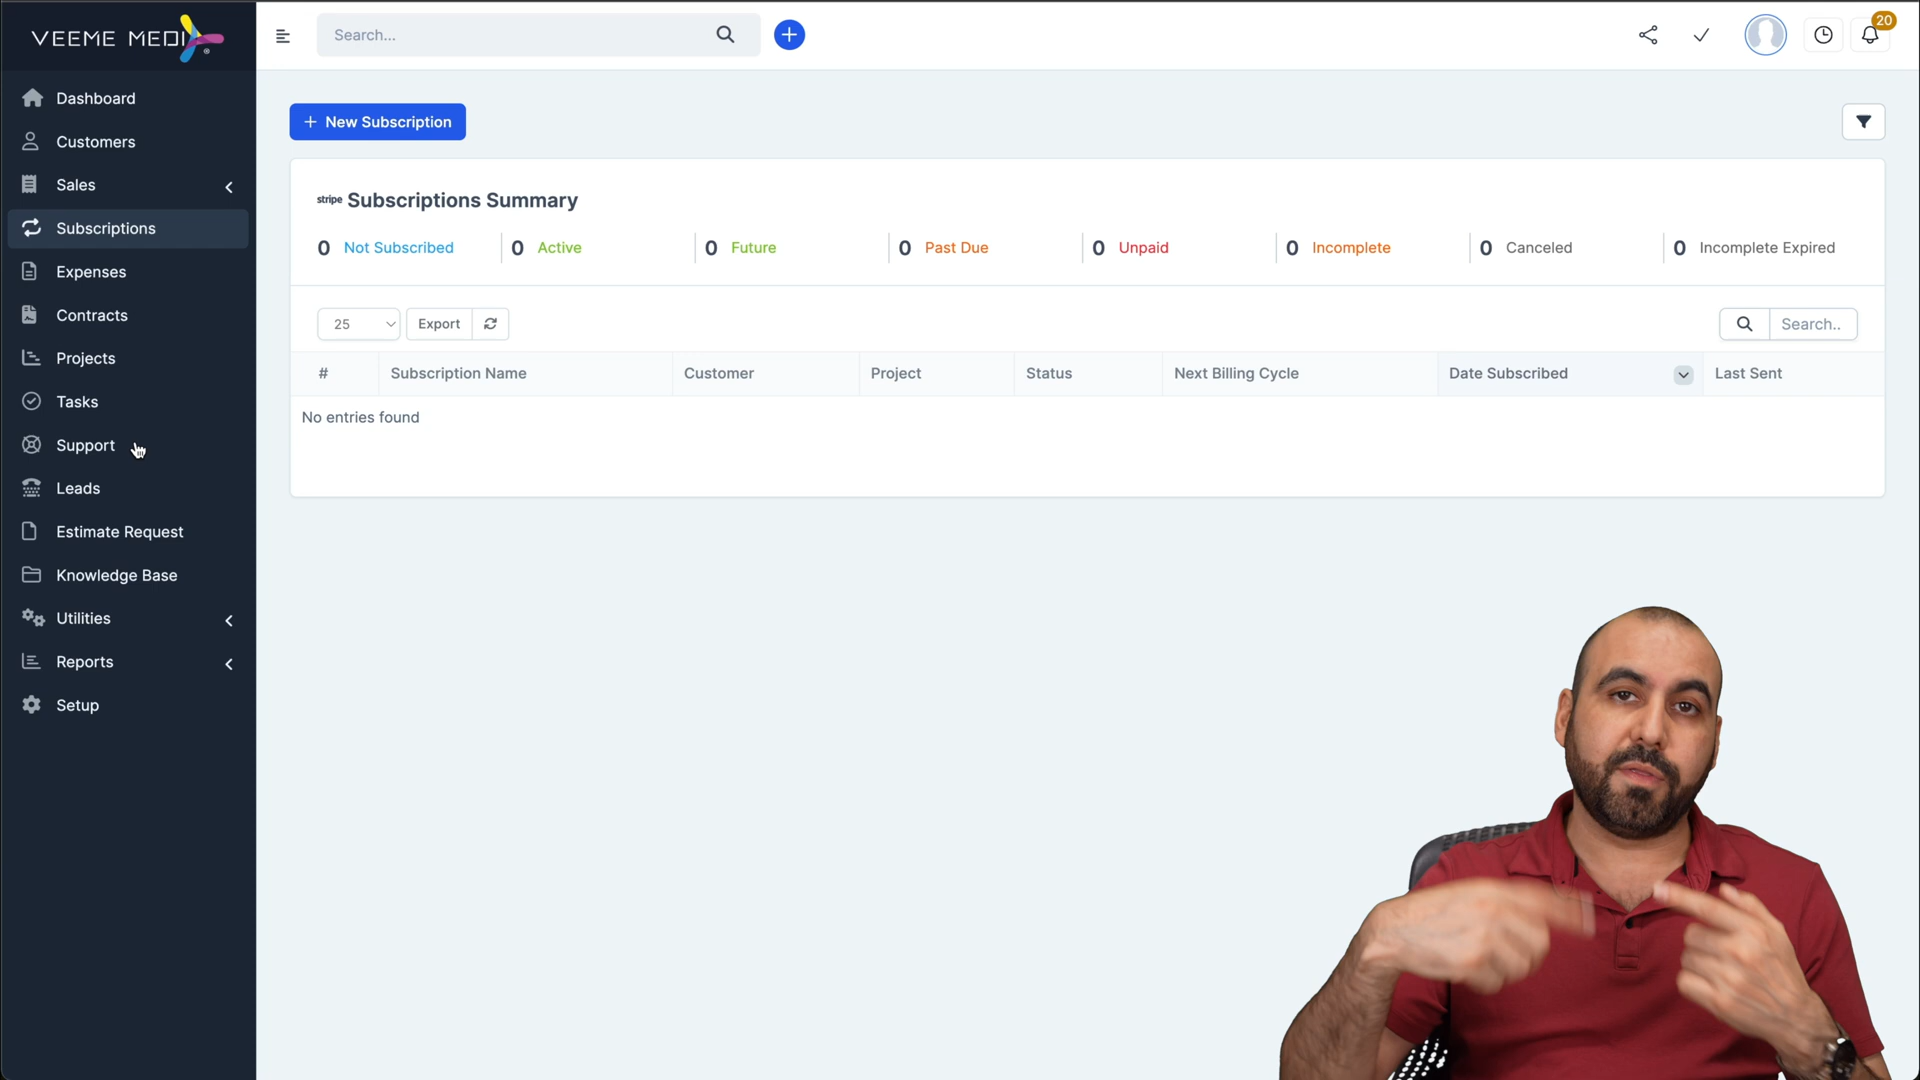 VEEME MEDI
Search...
20
Dashboard
Customers
Sales
Subscriptions
Expenses
Contracts
Projects
Tasks
Support
Leads
Estimate Request
Knowledge Base
Utilities
Reports
Setup
+ New Subscription
stripe Subscriptions Summary
0 Not Subscribed 0 Active 0 Future 0 Past Due 0 Unpaid 0 Incomplete 0 Canceled 0 Incomplete Expired
25 Export Search..
# Subscription Name Customer Project Status Next Billing Cycle Date Subscribed Last Sent
No entries found